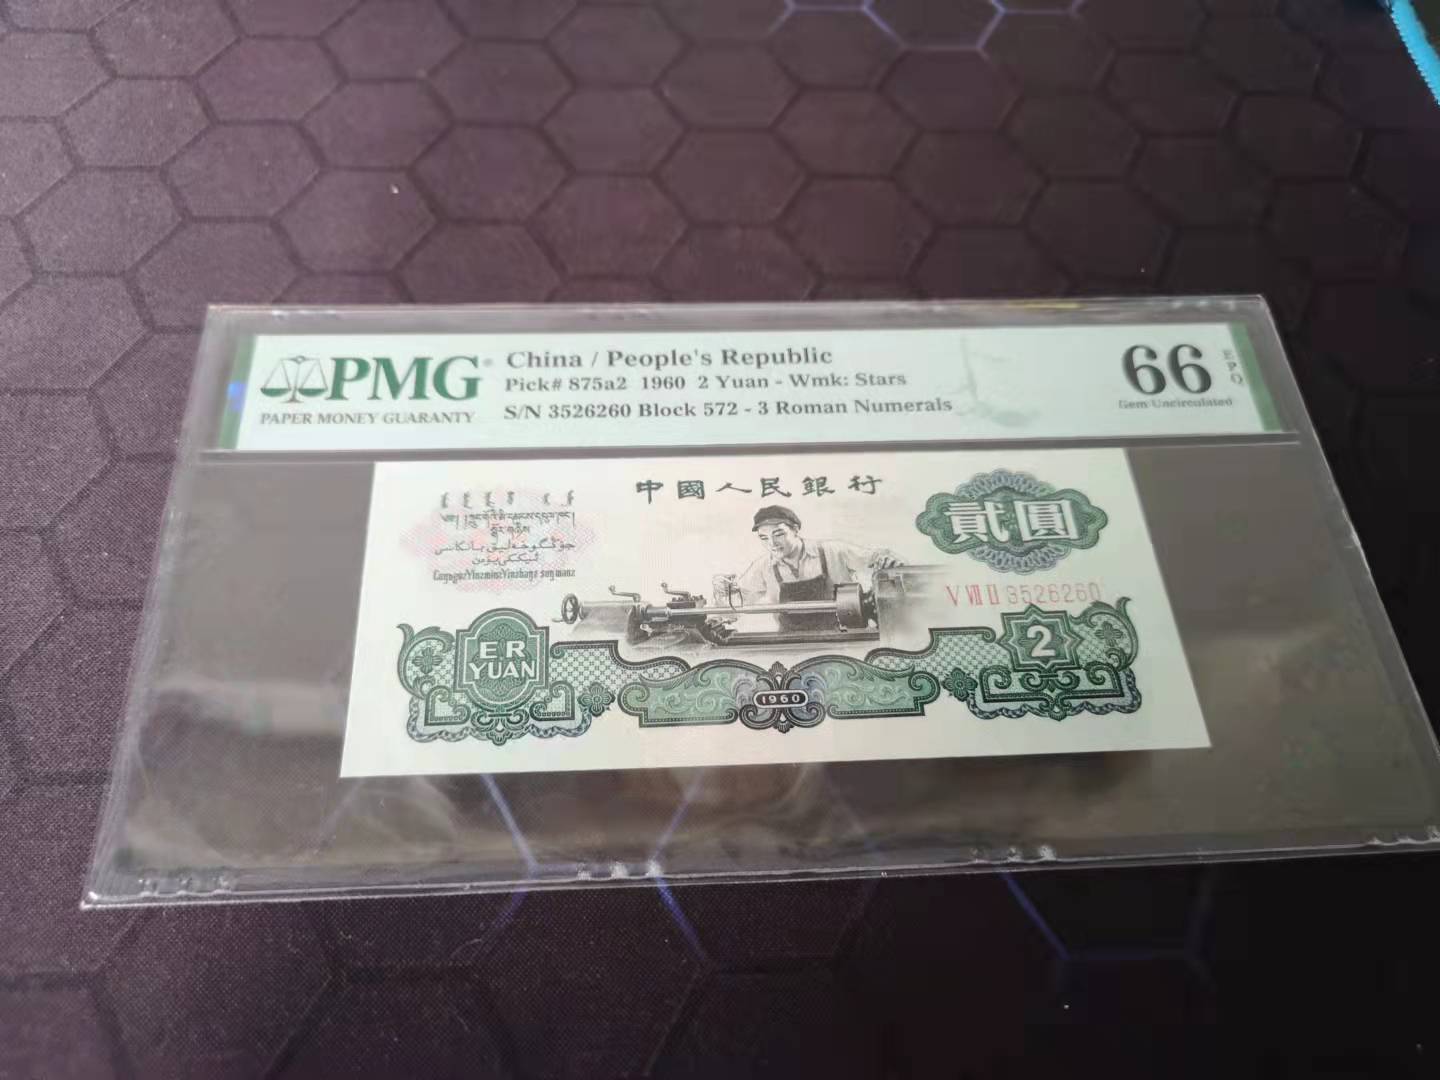 PMG
PAPER MONEY GUARANTY
China / People's Republic
Pick# 875a2 1960 2 Yuan - Wmk: Stars
S/N 3526260 Block 572 - 3 Roman Numerals
66 EPQ
Gem Uncirculated
中國人民銀行
貳圓
V VII II 3526260
ER
YUAN
2
1960